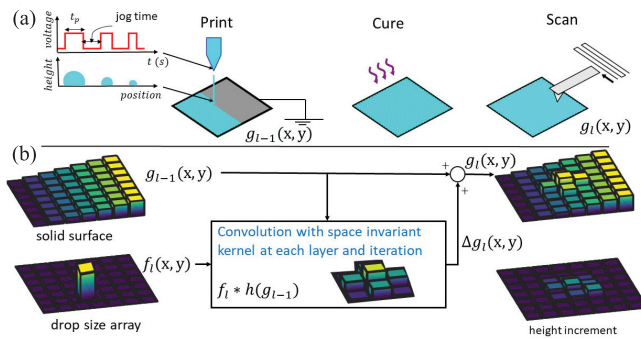 (a)
Print
Cure
Scan
voltage
t_p
jog time
t (s)
height
position
g_{l-1}(x, y)
g_l(x, y)
(b)
g_{l-1}(x, y)
+
g_l(x, y)
+
solid surface
Convolution with space invariant
kernel at each layer and iteration
f_l(x, y)
f_l * h(g_{l-1})
Δg_l(x, y)
drop size array
height increment